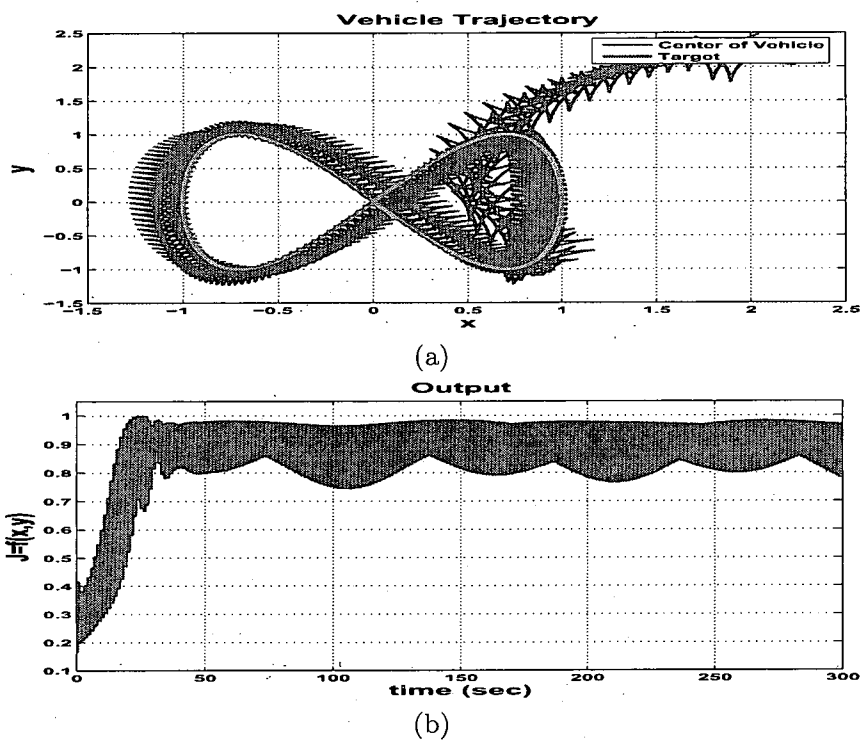 Vehicle Trajectory
Center of Vehicle
Target
2.5
2
1.5
1
0.5
0
−0.5
−1
−1.5
y
−1.5 −1 −0.5 0 0.5 1 1.5 2 2.5
x
(a)
Output
1
0.9
0.8
0.7
0.6
0.5
0.4
0.3
0.2
0.1
J=f(x,y)
0 50 100 150 200 250 300
time (sec)
(b)